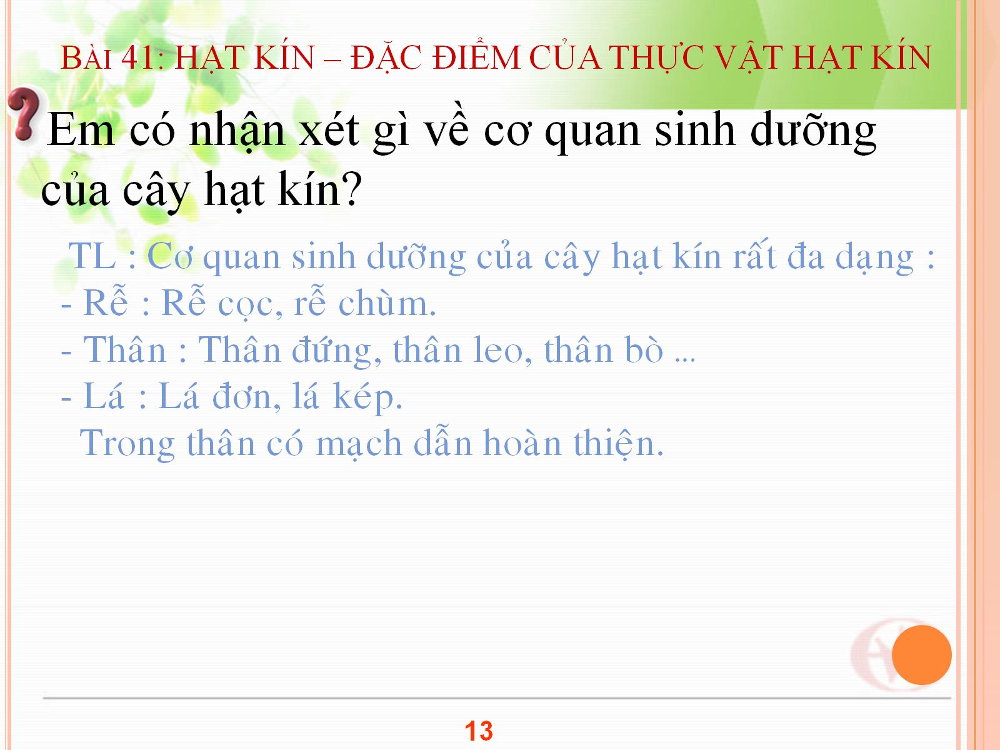 BÀI 41: HẠT KÍN – ĐẶC ĐIỂM CỦA THỰC VẬT HẠT KÍN
Em có nhận xét gì về cơ quan sinh dưỡng
của cây hạt kín?
TL : Cơ quan sinh dưỡng của cây hạt kín rất đa dạng :
- Rễ : Rễ cọc, rễ chùm.
- Thân : Thân đứng, thân leo, thân bò ...
- Lá : Lá đơn, lá kép.
Trong thân có mạch dẫn hoàn thiện.
13